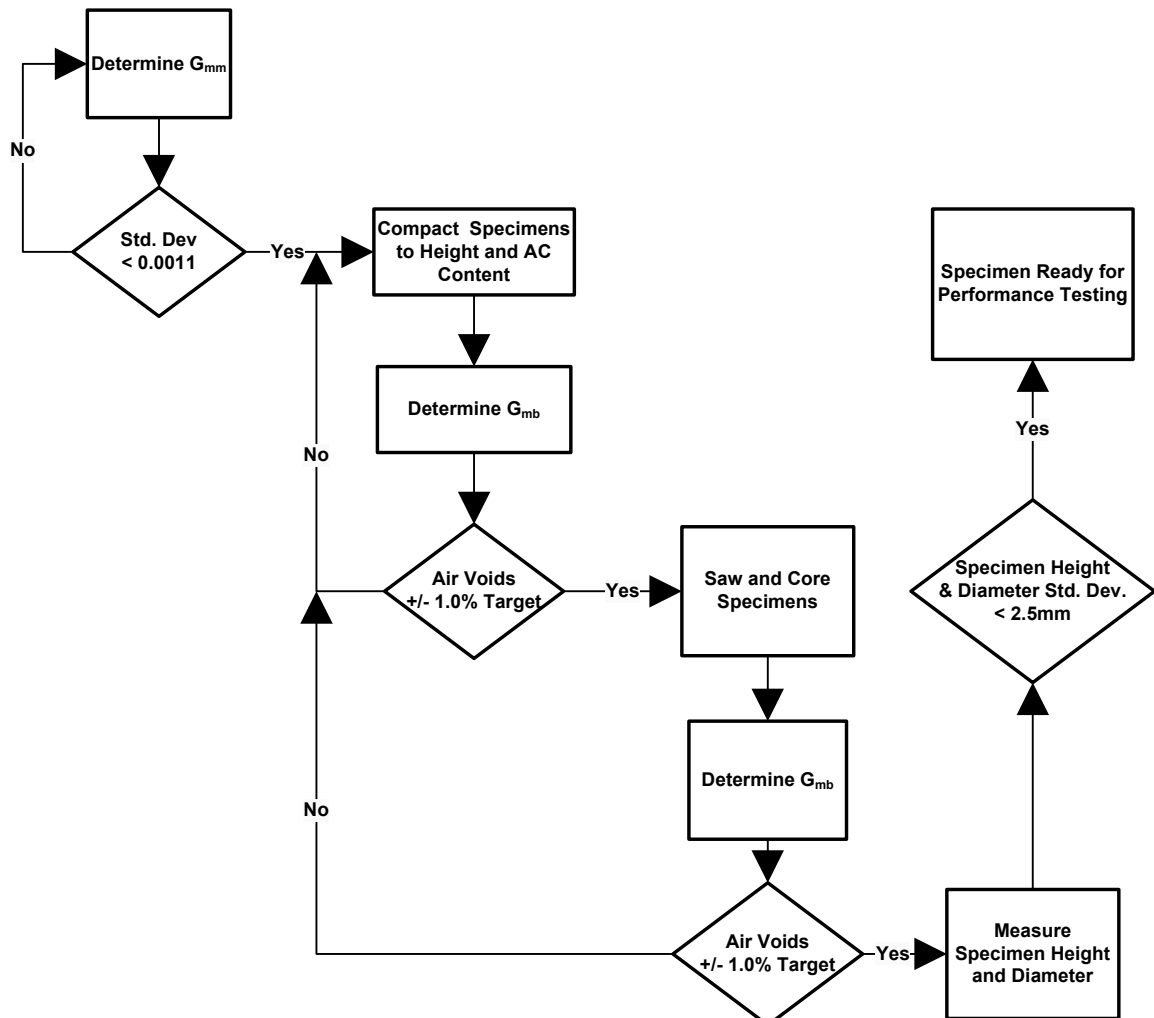 Determine Gmm
No
Std. Dev
< 0.0011
Yes
Compact Specimens
to Height and AC
Content
Determine Gmb
No
Air Voids
+/- 1.0% Target
Yes
Saw and Core
Specimens
Determine Gmb
No
Air Voids
+/- 1.0% Target
Yes
Measure
Specimen Height
and Diameter
Specimen Height
& Diameter Std. Dev.
< 2.5mm
Yes
Specimen Ready for
Performance Testing